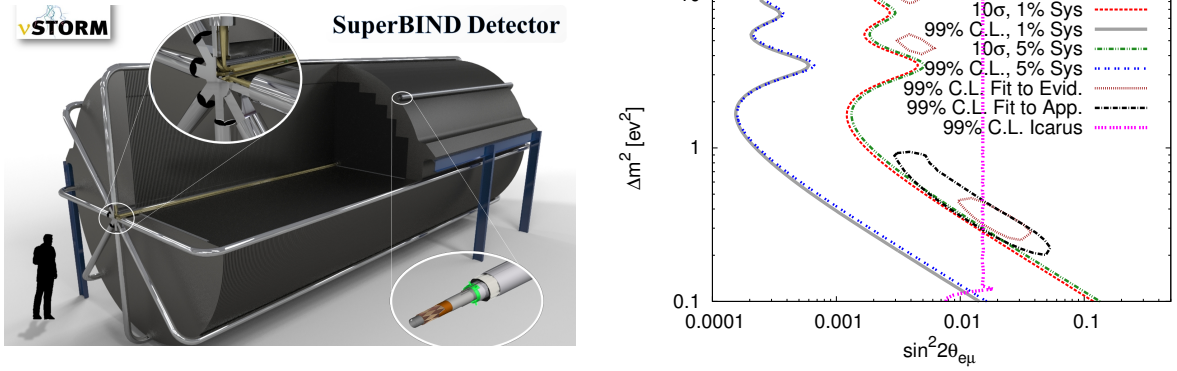 νSTORM
SuperBIND Detector
10
10σ, 1% Sys
99% C.L., 1% Sys
10σ, 5% Sys
99% C.L., 5% Sys
99% C.L. Fit to Evid.
99% C.L. Fit to App.
99% C.L. Icarus
Δm² [ev²]
1
0.1
0.0001
0.001
0.01
0.1
sin²2θeμ